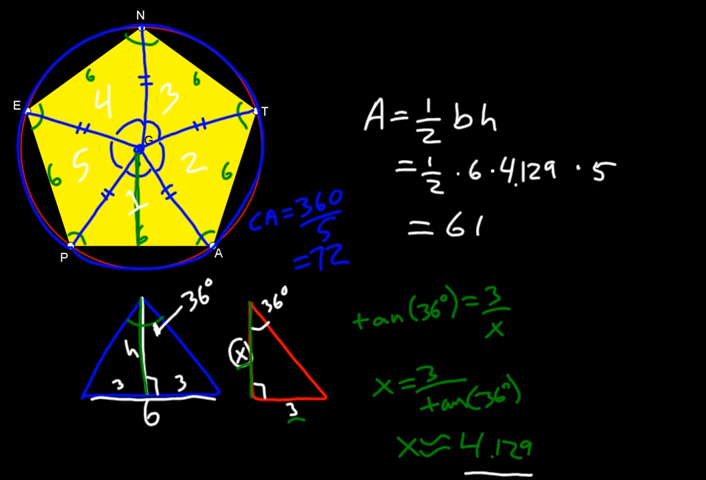 N
E
T
P
A
G
6
6
6
6
6
4
3
5
2
1
CA = 360/5
= 72
A = 1/2 bh
= 1/2 · 6 · 4.129 · 5
= 61
36°
h
3
3
6
36°
x
3
tan(36°) = 3/x
x = 3/tan(36°)
x ≈ 4.129